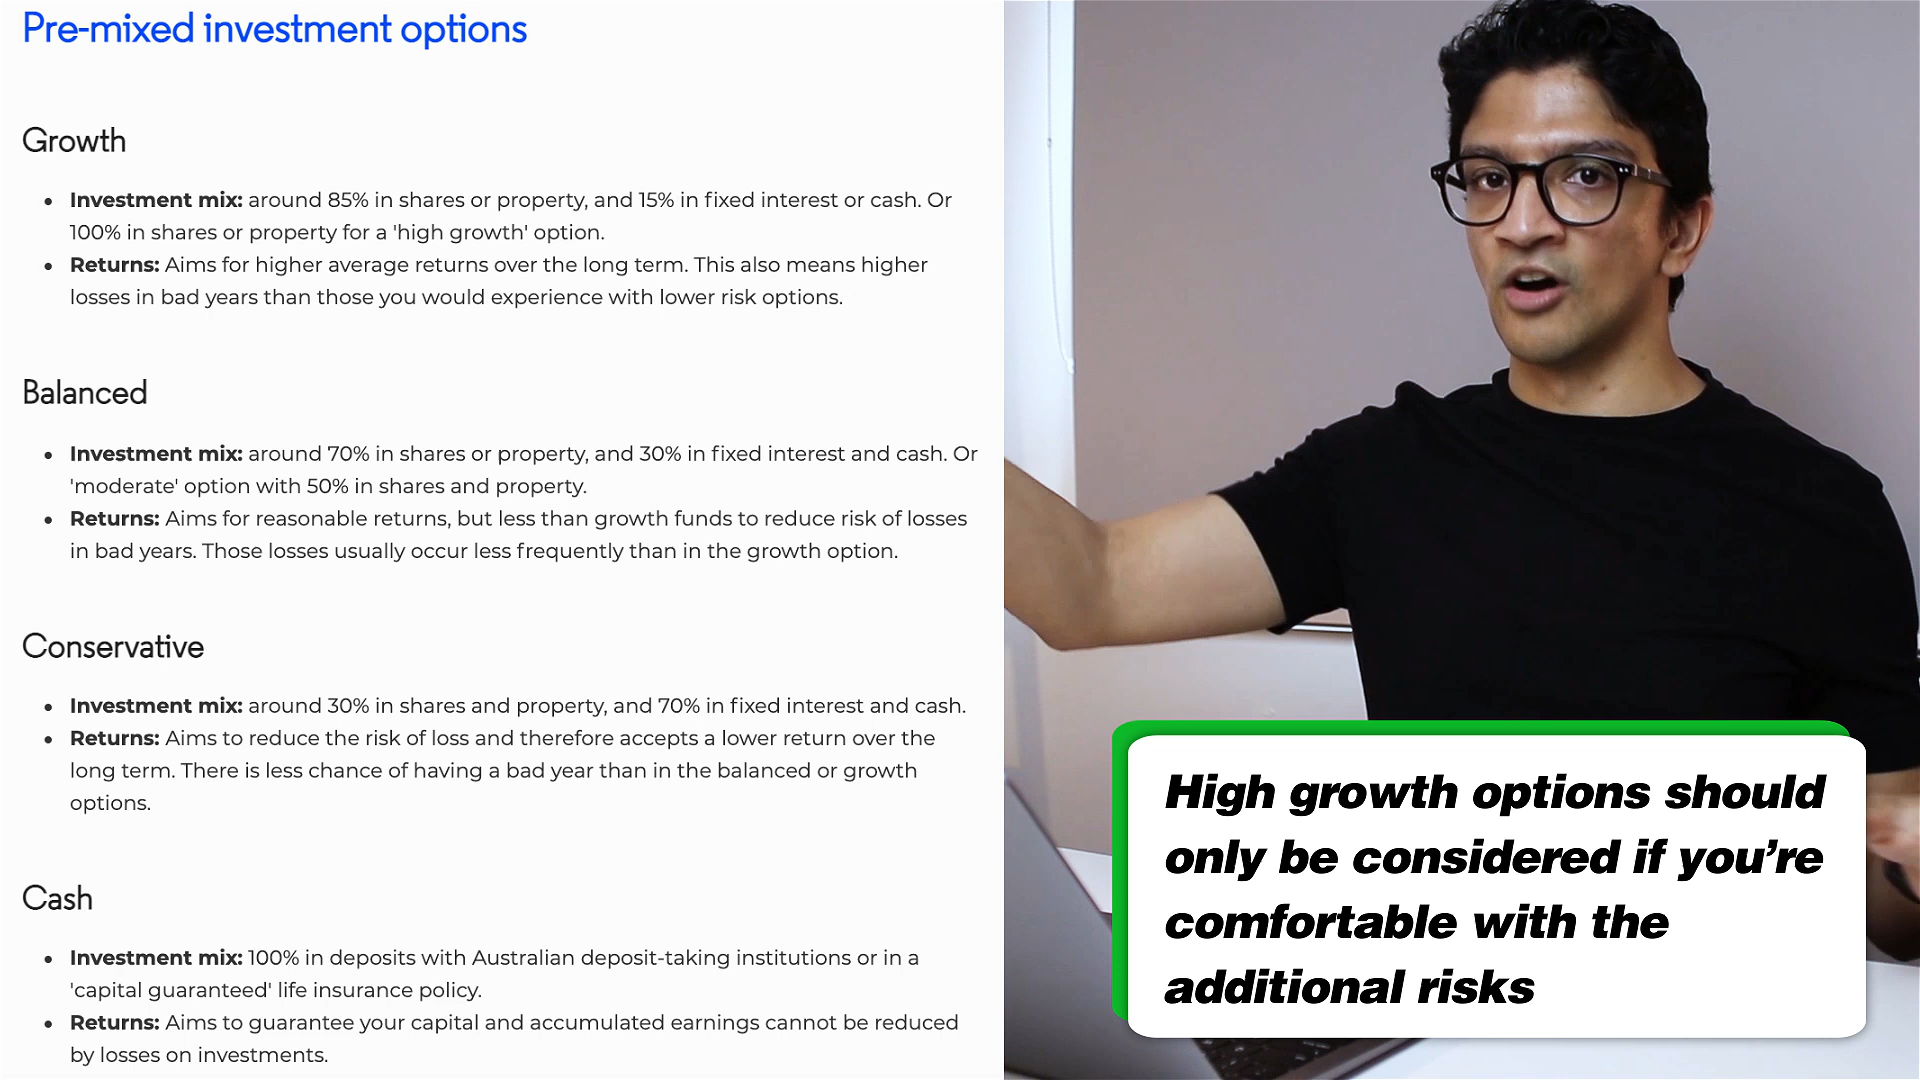 Pre-mixed investment options
Growth
• Investment mix: around 85% in shares or property, and 15% in fixed interest or cash. Or
100% in shares or property for a 'high growth' option.
• Returns: Aims for higher average returns over the long term. This also means higher
losses in bad years than those you would experience with lower risk options.
Balanced
• Investment mix: around 70% in shares or property, and 30% in fixed interest and cash. Or
'moderate' option with 50% in shares and property.
• Returns: Aims for reasonable returns, but less than growth funds to reduce risk of losses
in bad years. Those losses usually occur less frequently than in the growth option.
Conservative
• Investment mix: around 30% in shares and property, and 70% in fixed interest and cash.
• Returns: Aims to reduce the risk of loss and therefore accepts a lower return over the
long term. There is less chance of having a bad year than in the balanced or growth
options.
Cash
• Investment mix: 100% in deposits with Australian deposit-taking institutions or in a
'capital guaranteed' life insurance policy.
• Returns: Aims to guarantee your capital and accumulated earnings cannot be reduced
by losses on investments.
High growth options should
only be considered if you’re
comfortable with the
additional risks